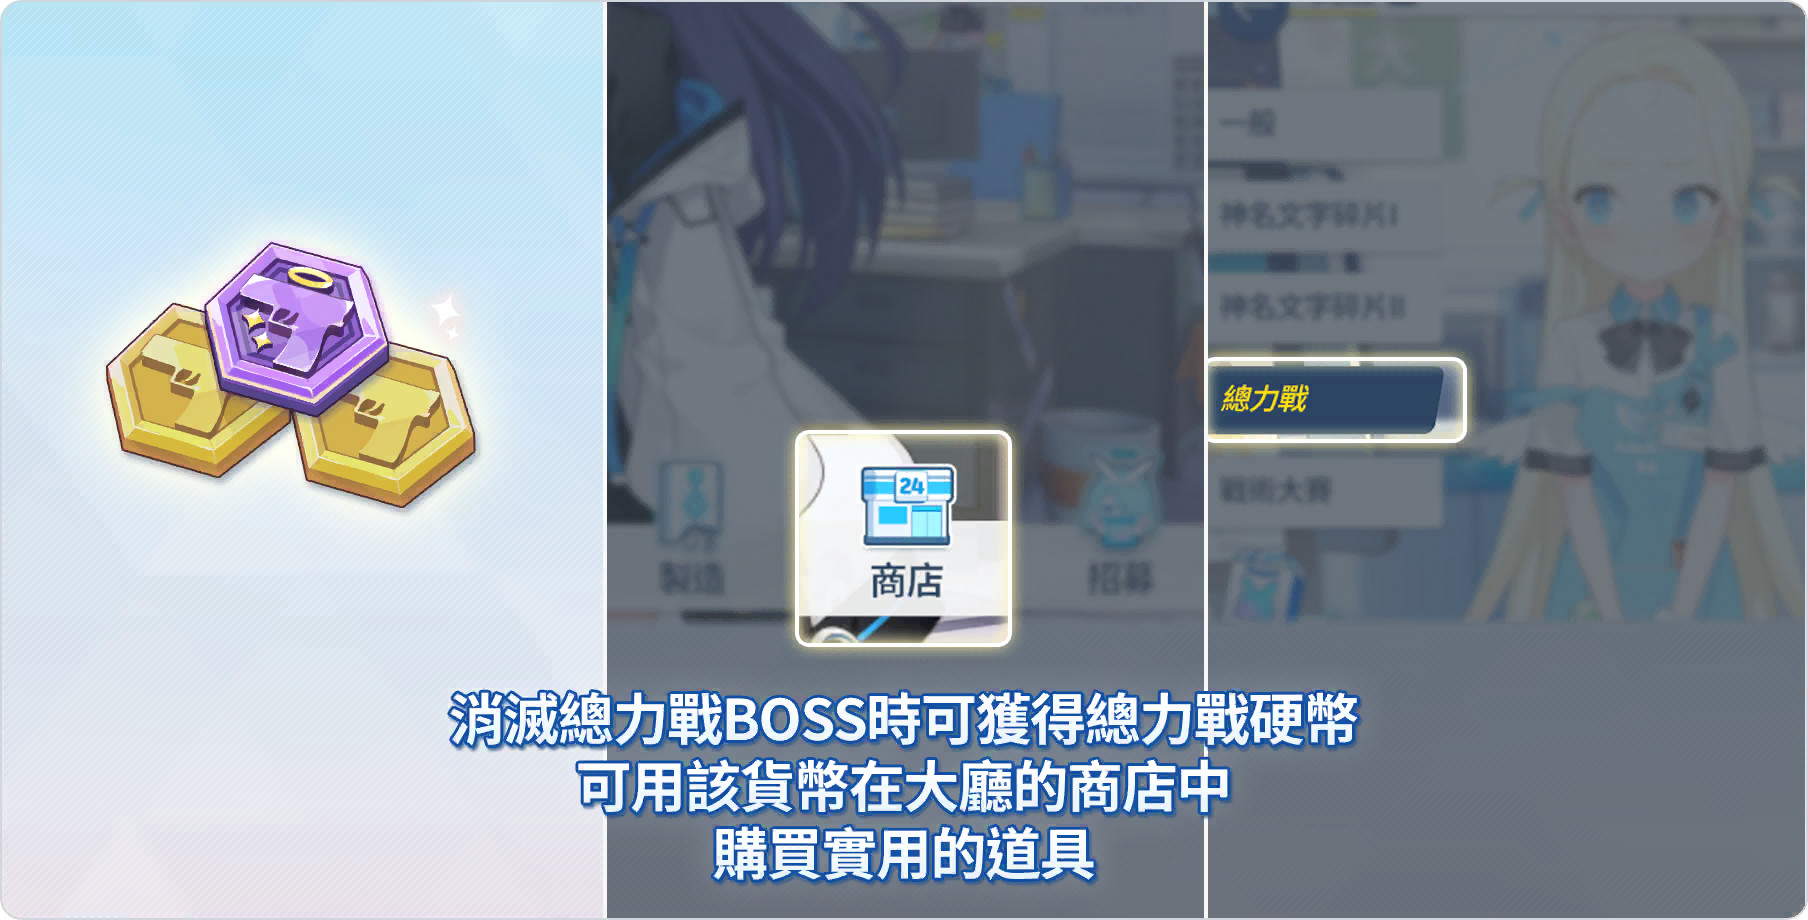 一般
神名文字碎片I
神名文字碎片II
總力戰
戰術大賽
24
製造
商店
招募
消滅總力戰BOSS時可獲得總力戰硬幣
可用該貨幣在大廳的商店中
購買實用的道具